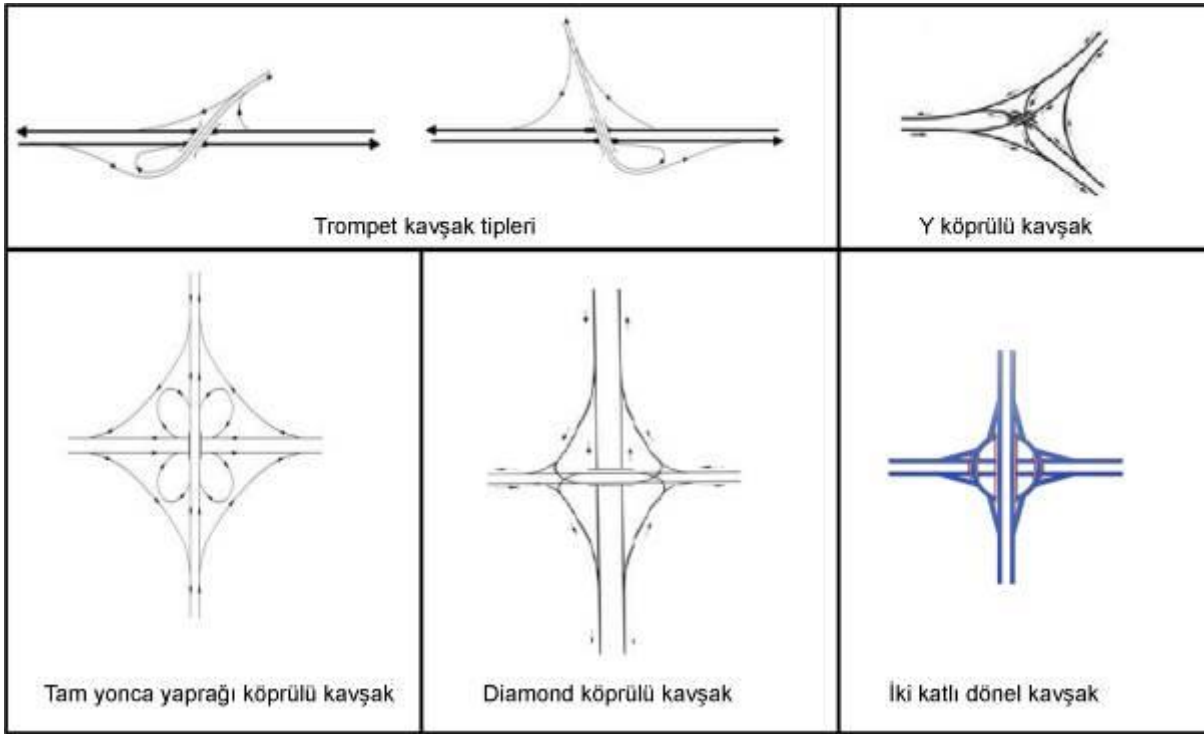 Trompet kavşak tipleri
Y köprülü kavşak
Tam yonca yaprağı köprülü kavşak
Diamond köprülü kavşak
İki katlı dönel kavşak